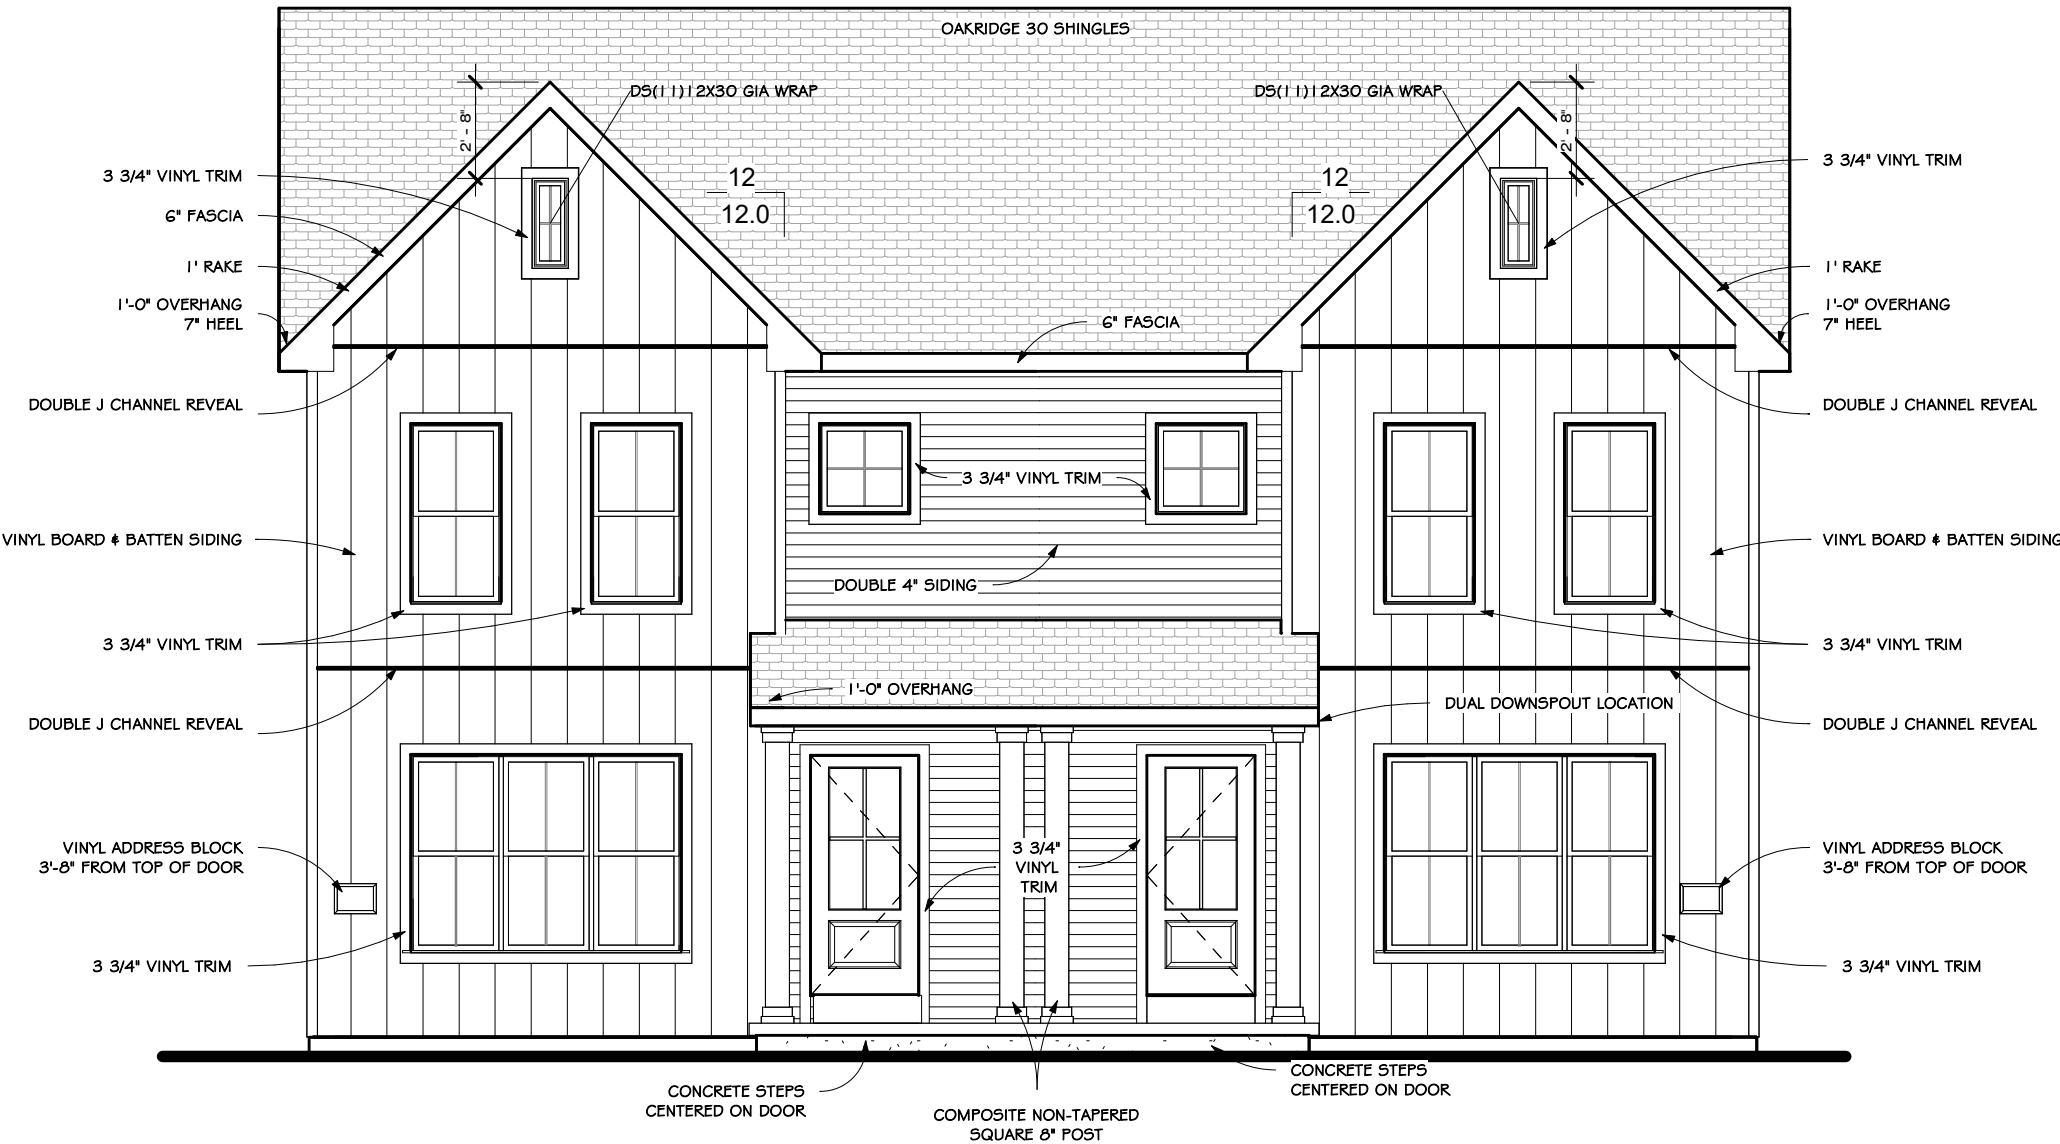 OAKRIDGE 30 SHINGLES
DS(11)12X30 GIA WRAP
DS(11)12X30 GIA WRAP
2' - 8"
2' - 8"
3 3/4" VINYL TRIM
3 3/4" VINYL TRIM
12
12.0
12
12.0
6" FASCIA
1' RAKE
1' RAKE
1'-0" OVERHANG
7" HEEL
1'-0" OVERHANG
7" HEEL
6" FASCIA
DOUBLE J CHANNEL REVEAL
DOUBLE J CHANNEL REVEAL
3 3/4" VINYL TRIM
VINYL BOARD & BATTEN SIDING
VINYL BOARD & BATTEN SIDING
DOUBLE 4" SIDING
3 3/4" VINYL TRIM
3 3/4" VINYL TRIM
1'-0" OVERHANG
DUAL DOWNSPOUT LOCATION
DOUBLE J CHANNEL REVEAL
DOUBLE J CHANNEL REVEAL
VINYL ADDRESS BLOCK
3'-8" FROM TOP OF DOOR
3 3/4"
VINYL
TRIM
VINYL ADDRESS BLOCK
3'-8" FROM TOP OF DOOR
3 3/4" VINYL TRIM
3 3/4" VINYL TRIM
CONCRETE STEPS
CENTERED ON DOOR
CONCRETE STEPS
CENTERED ON DOOR
COMPOSITE NON-TAPERED
SQUARE 8" POST